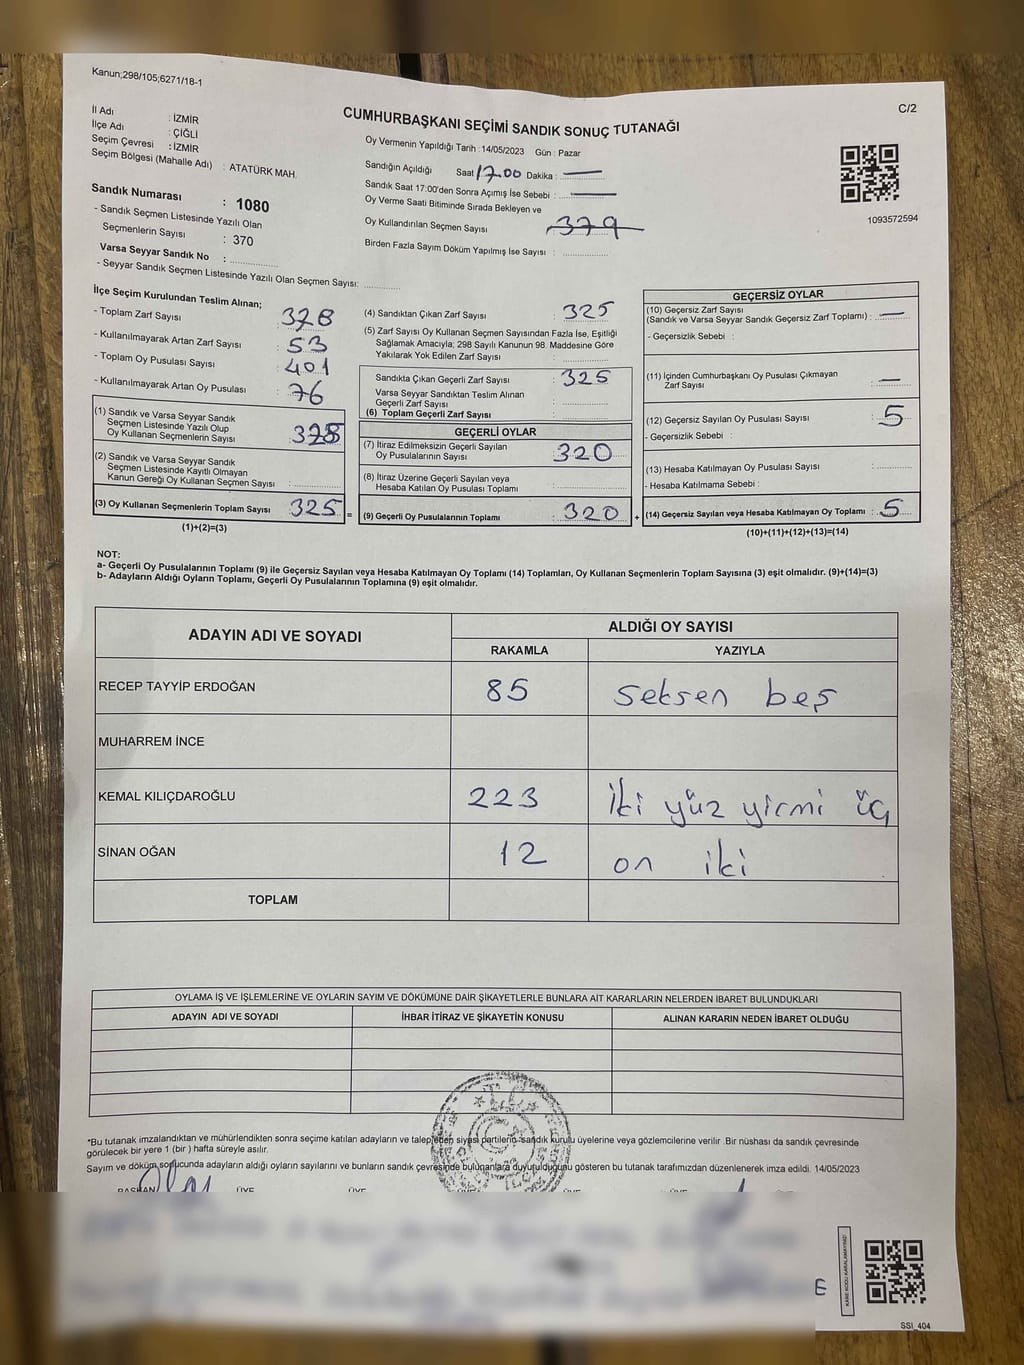 Kanun;298/105;6271/18-1
C/2
CUMHURBAŞKANI SEÇİMİ SANDIK SONUÇ TUTANAĞI
İl Adı : İZMİR
İlçe Adı : ÇİĞLİ
Seçim Çevresi : İZMİR
Seçim Bölgesi (Mahalle Adı) : ATATÜRK MAH.
Sandık Numarası : 1080
- Sandık Seçmen Listesinde Yazılı Olan
Seçmenlerin Sayısı : 370
Varsa Seyyar Sandık No :
- Seyyar Sandık Seçmen Listesinde Yazılı Olan Seçmen Sayısı:
Oy Vermenin Yapıldığı Tarih : 14/05/2023 Gün : Pazar
Sandığın Açıldığı Saat 17.00 Dakika : —
Sandık Saat 17:00'den Sonra Açımış İse Sebebi : —
Oy Verme Saati Bitiminde Sırada Bekleyen ve
Oy Kullandırılan Seçmen Sayısı 379
Birden Fazla Sayım Döküm Yapılmış İse Sayısı :
1093572594
İlçe Seçim Kurulundan Teslim Alınan;
- Toplam Zarf Sayısı : 378
- Kullanılmayarak Artan Zarf Sayısı : 53
- Toplam Oy Pusulası Sayısı : 401
- Kullanılmayarak Artan Oy Pusulası : 76
(1) Sandık ve Varsa Seyyar Sandık
Seçmen Listesinde Yazılı Olup
Oy Kullanan Seçmenlerin Sayısı :
(2) Sandık ve Varsa Seyyar Sandık
Seçmen Listesinde Kayıtlı Olmayan
Kanun Gereği Oy Kullanan Seçmen Sayısı :
(3) Oy Kullanan Seçmenlerin Toplam Sayısı 325 =
(1)+(2)=(3)
(4) Sandıktan Çıkan Zarf Sayısı : 325
(5) Zarf Sayısı Oy Kullanan Seçmen Sayısından Fazla İse, Eşitliği
Sağlamak Amacıyla; 298 Sayılı Kanunun 98. Maddesine Göre
Yakılarak Yok Edilen Zarf Sayısı :
Sandıkta Çıkan Geçerli Zarf Sayısı : 325
Varsa Seyyar Sandıktan Teslim Alınan
Geçerli Zarf Sayısı :
(6) Toplam Geçerli Zarf Sayısı :
GEÇERLİ OYLAR
(7) İtiraz Edilmeksizin Geçerli Sayılan
Oy Pusulalarının Sayısı : 320
(8) İtiraz Üzerine Geçerli Sayılan veya
Hesaba Katılan Oy Pusulası Toplamı :
(9) Geçerli Oy Pusulalarının Toplamı : 320 +
GEÇERSİZ OYLAR
(10) Geçersiz Zarf Sayısı
(Sandık ve Varsa Seyyar Sandık Geçersiz Zarf Toplamı) : —
- Geçersizlik Sebebi :
(11) İçinden Cumhurbaşkanı Oy Pusulası Çıkmayan
Zarf Sayısı : —
(12) Geçersiz Sayılan Oy Pusulası Sayısı : 5
- Geçersizlik Sebebi :
(13) Hesaba Katılmayan Oy Pusulası Sayısı :
- Hesaba Katılmama Sebebi :
(14) Geçersiz Sayılan veya Hesaba Katılmayan Oy Toplamı : 5
(10)+(11)+(12)+(13)=(14)
NOT:
a- Geçerli Oy Pusulalarının Toplamı (9) ile Geçersiz Sayılan veya Hesaba Katılmayan Oy Toplamı (14) Toplamları, Oy Kullanan Seçmenlerin Toplam Sayısına (3) eşit olmalıdır. (9)+(14)=(3)
b- Adayların Aldığı Oyların Toplamı, Geçerli Oy Pusulalarının Toplamına (9) eşit olmalıdır.
ADAYIN ADI VE SOYADI ALDIĞI OY SAYISI
RAKAMLA YAZIYLA
RECEP TAYYİP ERDOĞAN 85 seksen beş
MUHARREM İNCE
KEMAL KILIÇDAROĞLU 223 iki yüz yirmi üç
SİNAN OĞAN 12 on iki
TOPLAM
OYLAMA İŞ VE İŞLEMLERİNE VE OYLARIN SAYIM VE DÖKÜMÜNE DAİR ŞİKAYETLERLE BUNLARA AİT KARARLARIN NELERDEN İBARET BULUNDUKLARI
ADAYIN ADI VE SOYADI İHBAR İTİRAZ VE ŞİKAYETİN KONUSU ALINAN KARARIN NEDEN İBARET OLDUĞU
*Bu tutanak imzalandıktan ve mühürlendikten sonra seçime katılan adayların ve talep eden siyasi partilerin sandık kurulu üyelerine veya gözlemcilerine verilir. Bir nüshası da sandık çevresinde
görülecek bir yere 1 (bir ) hafta süreyle asılır.
Sayım ve döküm sonucunda adayların aldığı oyların sayılarını ve bunların sandık çevresinde bulunanlara duyurulduğunu gösteren bu tutanak tarafımızdan düzenlenerek imza edildi. 14/05/2023
BAŞKAN ÜYE ÜYE ÜYE ÜYE ÜYE
E
KARE KODU KARALAMAYINIZ!
SSI_404